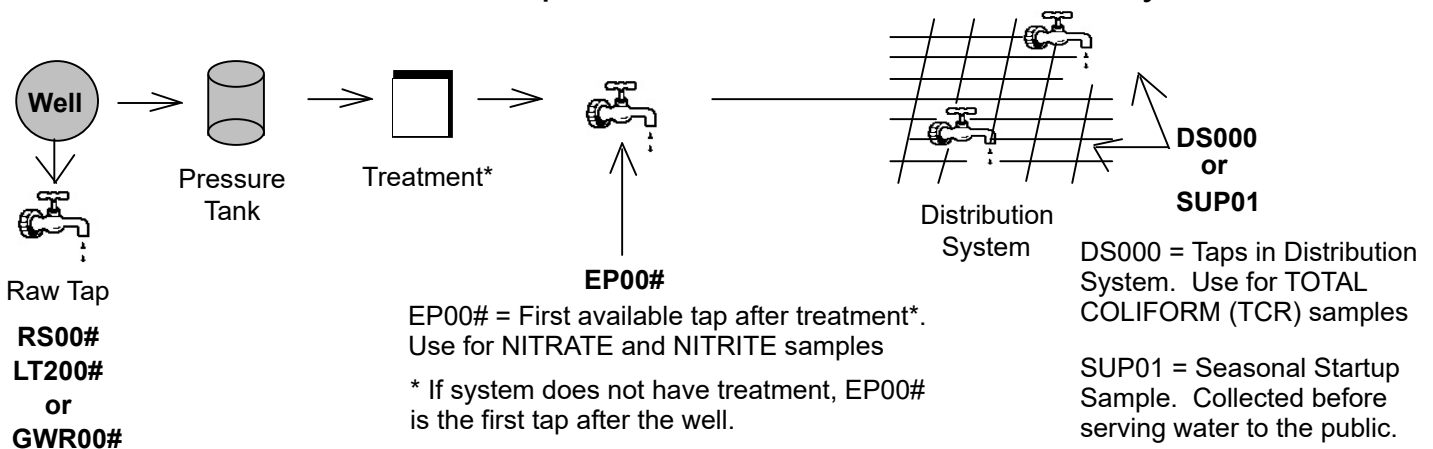 Well
Pressure
Tank
Treatment*
Raw Tap
RS00#
LT200#
or
GWR00#
EP00#
EP00# = First available tap after treatment*.
Use for NITRATE and NITRITE samples
* If system does not have treatment, EP00#
is the first tap after the well.
Distribution
System
DS000
or
SUP01
DS000 = Taps in Distribution
System. Use for TOTAL
COLIFORM (TCR) samples
SUP01 = Seasonal Startup
Sample. Collected before
serving water to the public.